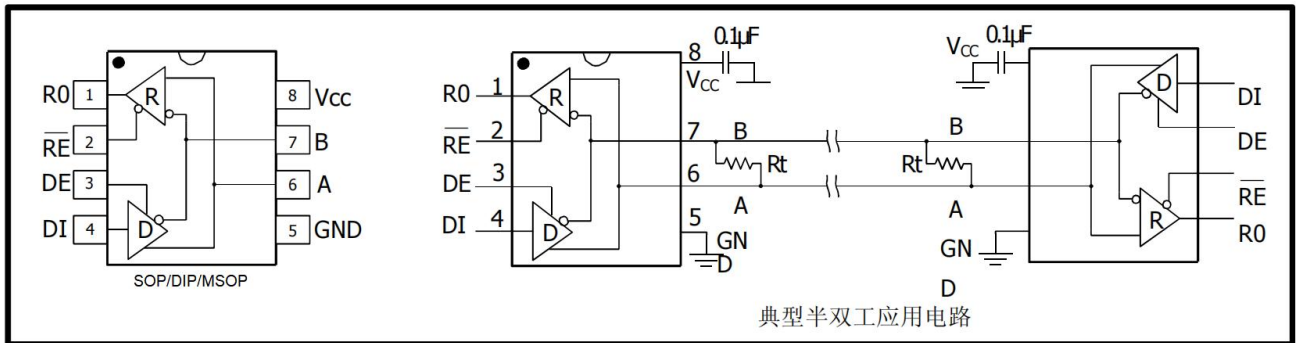 R0 1
R
8 Vcc
RE 2
7 B
DE 3
6 A
DI 4
D
5 GND
SOP/DIP/MSOP
0.1μF
8
VCC
R0 1
R
RE 2
7 B
Rt
DE 3
6
A
DI 4
D
5
GN
D
VCC 0.1μF
D
DI
B
DE
Rt
RE
A
R
R0
GN
D
典型半双工应用电路